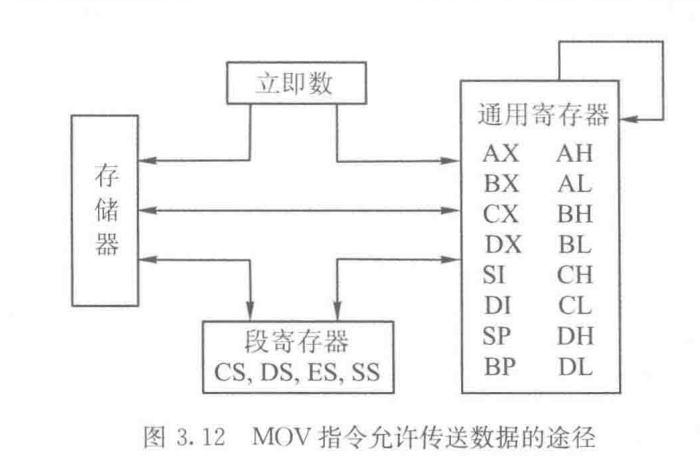 立即数
存储器
通用寄存器
AX AH
BX AL
CX BH
DX BL
SI CH
DI CL
SP DH
BP DL
段寄存器
CS, DS, ES, SS
图 3.12 MOV 指令允许传送数据的途径